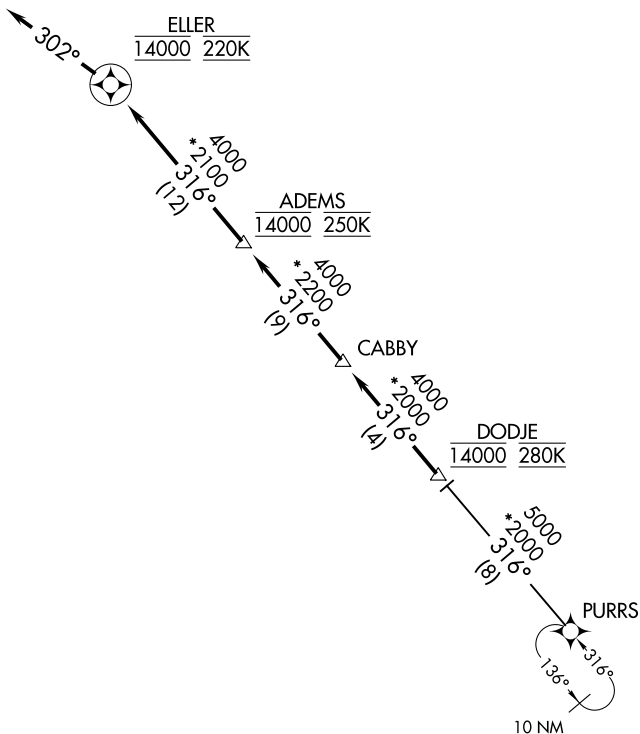 ELLER
14000 220K
302°
4000
*2100
316°
(12)
ADEMS
14000 250K
4000
*2200
316°
(9)
CABBY
4000
*2000
316°
(4)
DODJE
14000 280K
5000
*2000
316°
(8)
PURRS
316°
136°
10 NM